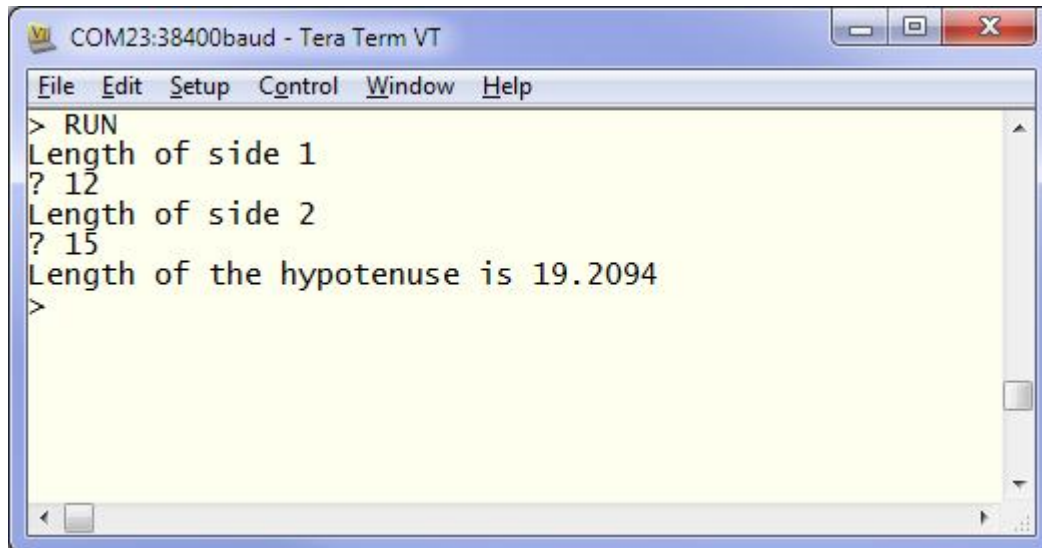 COM23:38400baud - Tera Term VT
File Edit Setup Control Window Help
> RUN
Length of side 1
? 12
Length of side 2
? 15
Length of the hypotenuse is 19.2094
>